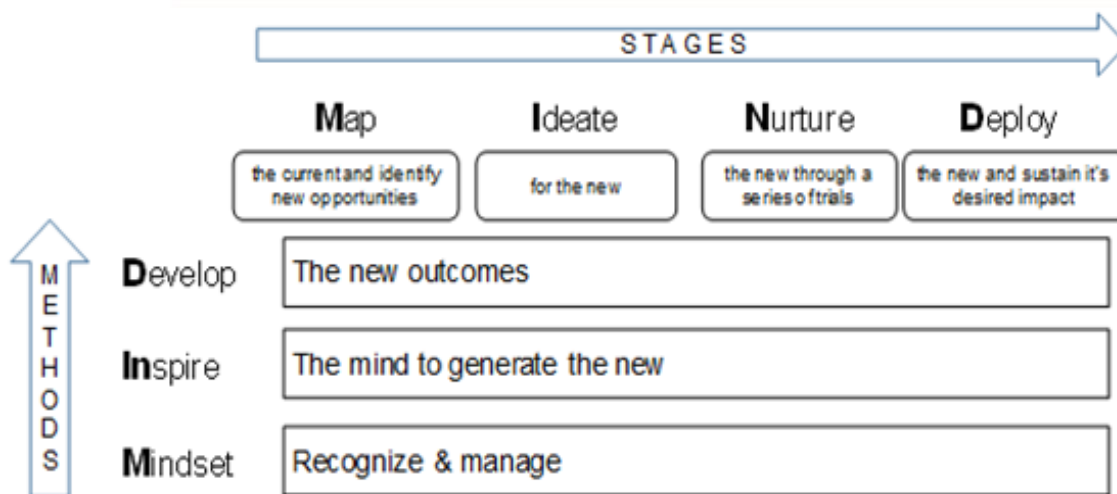 STAGES
Map
Ideate
Nurture
Deploy
the current and identify
new opportunities
for the new
the new through a
series of trials
the new and sustain it's
desired impact
METHODS
Develop
The new outcomes
Inspire
The mind to generate the new
Mindset
Recognize & manage